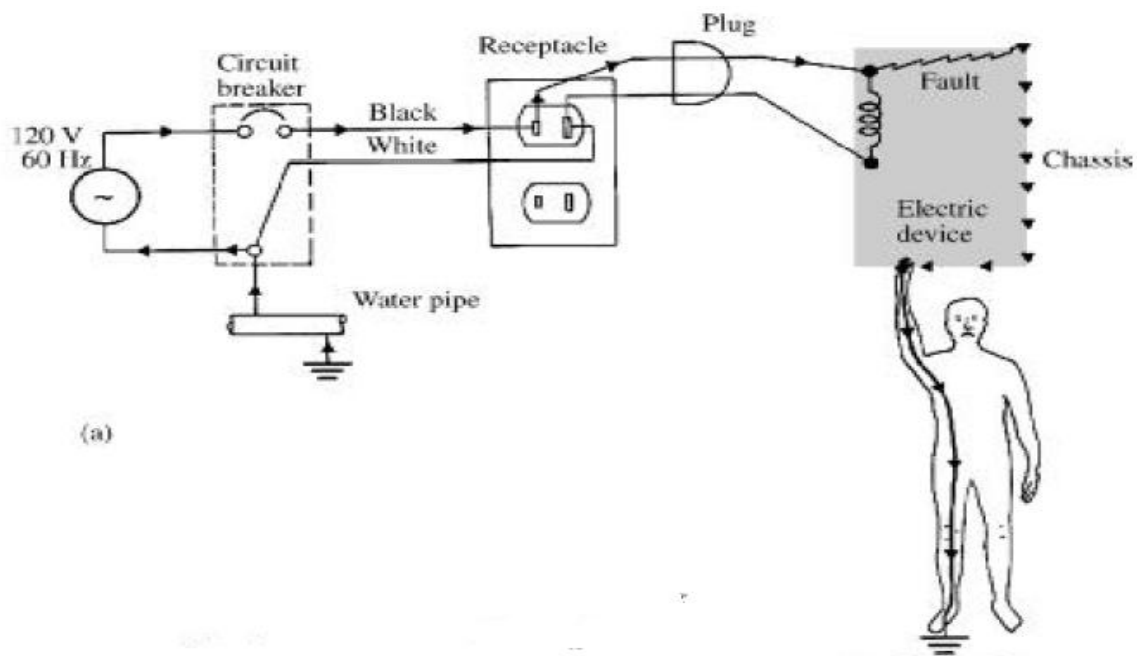 Plug
Receptacle
Circuit
breaker
Fault
Black
120 V
60 Hz
White
~
Chassis
Electric
device
Water pipe
(a)